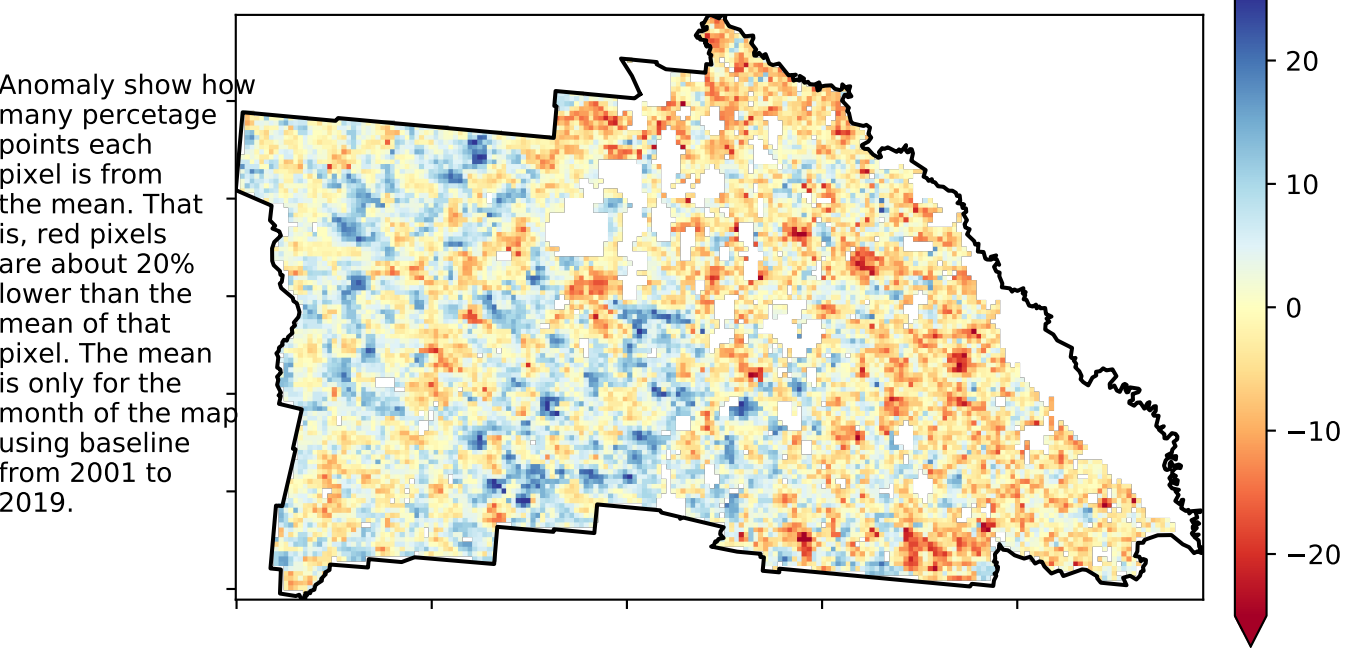 Anomaly show how
many percetage
points each
pixel is from
the mean. That
is, red pixels
are about 20%
lower than the
mean of that
pixel. The mean
is only for the
month of the map
using baseline
from 2001 to
2019.
20
10
0
−10
−20